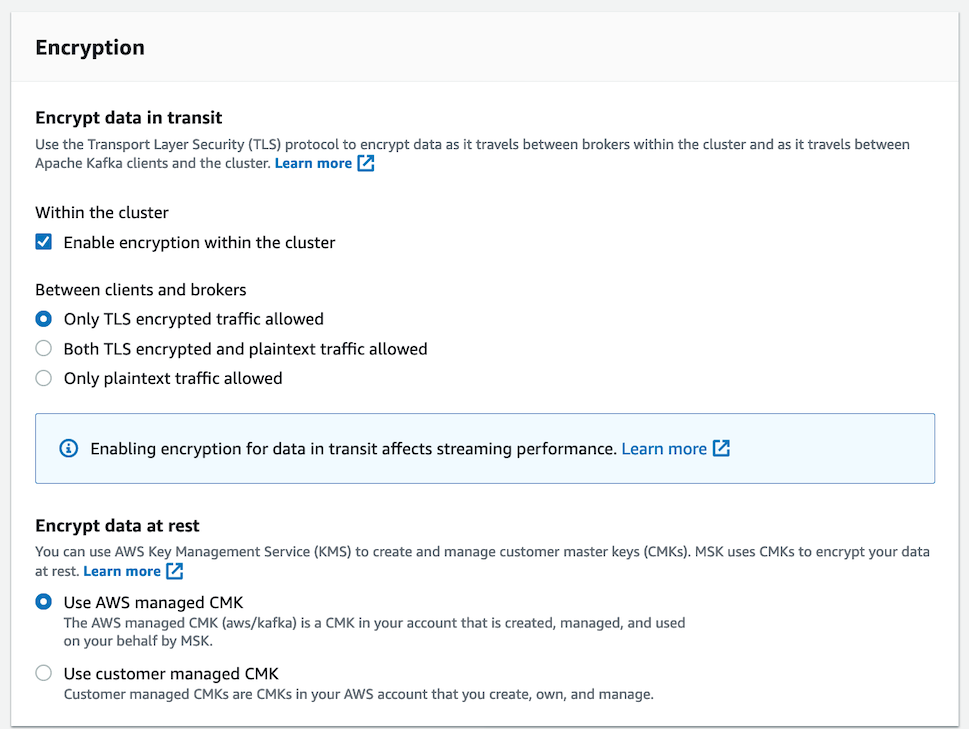 Encryption
Encrypt data in transit
Use the Transport Layer Security (TLS) protocol to encrypt data as it travels between brokers within the cluster and as it travels between
Apache Kafka clients and the cluster. Learn more
Within the cluster
Enable encryption within the cluster
Between clients and brokers
Only TLS encrypted traffic allowed
Both TLS encrypted and plaintext traffic allowed
Only plaintext traffic allowed
Enabling encryption for data in transit affects streaming performance. Learn more
Encrypt data at rest
You can use AWS Key Management Service (KMS) to create and manage customer master keys (CMKs). MSK uses CMKs to encrypt your data
at rest. Learn more
Use AWS managed CMK
The AWS managed CMK (aws/kafka) is a CMK in your account that is created, managed, and used
on your behalf by MSK.
Use customer managed CMK
Customer managed CMKs are CMKs in your AWS account that you create, own, and manage.